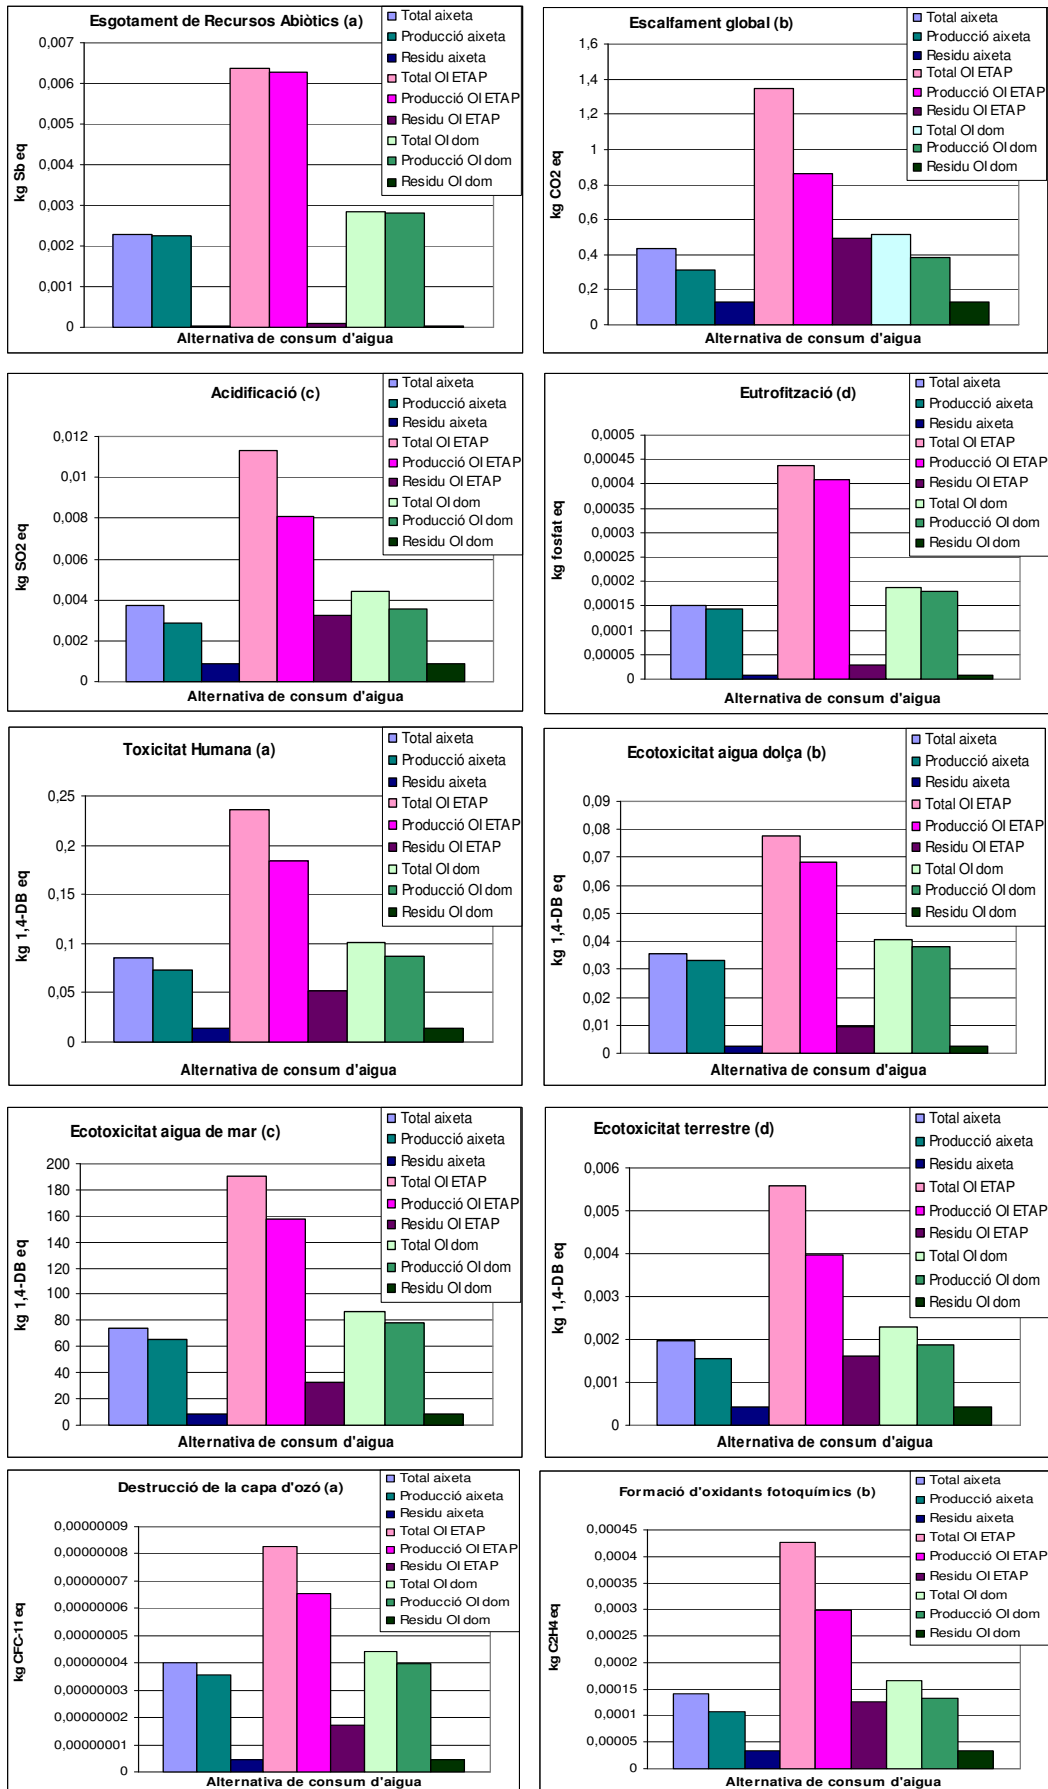 Esgotament de Recursos Abiòtics (a)
Total aixeta
Producció aixeta
Residu aixeta
Total OI ETAP
Producció OI ETAP
Residu OI ETAP
Total OI dom
Producció OI dom
Residu OI dom
0,007
0,006
0,005
0,004
0,003
0,002
0,001
0
kg Sb eq
Alternativa de consum d'aigua
Escalfament global (b)
Total aixeta
Producció aixeta
Residu aixeta
Total OI ETAP
Producció OI ETAP
Residu OI ETAP
Total OI dom
Producció OI dom
Residu OI dom
1,6
1,4
1,2
1
0,8
0,6
0,4
0,2
0
kg CO2 eq
Alternativa de consum d'aigua
Acidificació (c)
Total aixeta
Producció aixeta
Residu aixeta
Total OI ETAP
Producció OI ETAP
Residu OI ETAP
Total OI dom
Producció OI dom
Residu OI dom
0,012
0,01
0,008
0,006
0,004
0,002
0
kg SO2 eq
Alternativa de consum d'aigua
Eutrofització (d)
Total aixeta
Producció aixeta
Residu aixeta
Total OI ETAP
Producció OI ETAP
Residu OI ETAP
Total OI dom
Producció OI dom
Residu OI dom
0,0005
0,00045
0,0004
0,00035
0,0003
0,00025
0,0002
0,00015
0,0001
0,00005
0
kg fosfat eq
Alternativa de consum d'aigua
Toxicitat Humana (a)
Total aixeta
Producció aixeta
Residu aixeta
Total OI ETAP
Producció OI ETAP
Residu OI ETAP
Total OI dom
Producció OI dom
Residu OI dom
0,25
0,2
0,15
0,1
0,05
0
kg 1,4-DB eq
Alternativa de consum d'aigua
Ecotoxicitat aigua dolça (b)
Total aixeta
Producció aixeta
Residu aixeta
Total OI ETAP
Producció OI ETAP
Residu OI ETAP
Total OI dom
Producció OI dom
Residu OI dom
0,09
0,08
0,07
0,06
0,05
0,04
0,03
0,02
0,01
0
kg 1,4-DB eq
Alternativa de consum d'aigua
Ecotoxicitat aigua de mar (c)
Total aixeta
Producció aixeta
Residu aixeta
Total OI ETAP
Producció OI ETAP
Residu OI ETAP
Total OI dom
Producció OI dom
Residu OI dom
200
180
160
140
120
100
80
60
40
20
0
kg 1,4-DB eq
Alternativa de consum d'aigua
Ecotoxicitat terrestre (d)
Total aixeta
Producció aixeta
Residu aixeta
Total OI ETAP
Producció OI ETAP
Residu OI ETAP
Total OI dom
Producció OI dom
Residu OI dom
0,006
0,005
0,004
0,003
0,002
0,001
0
kg 1,4-DB eq
Alternativa de consum d'aigua
Destrucció de la capa d'ozó (a)
Total aixeta
Producció aixeta
Residu aixeta
Total OI ETAP
Producció OI ETAP
Residu OI ETAP
Total OI dom
Producció OI dom
Residu OI dom
0,00000009
0,00000008
0,00000007
0,00000006
0,00000005
0,00000004
0,00000003
0,00000002
0,00000001
0
kg CFC-11 eq
Alternativa de consum d'aigua
Formació d'oxidants fotoquímics (b)
Total aixeta
Producció aixeta
Residu aixeta
Total OI ETAP
Producció OI ETAP
Residu OI ETAP
Total OI dom
Producció OI dom
Residu OI dom
0,00045
0,0004
0,00035
0,0003
0,00025
0,0002
0,00015
0,0001
0,00005
0
kg C2H4 eq
Alternativa de consum d'aigua